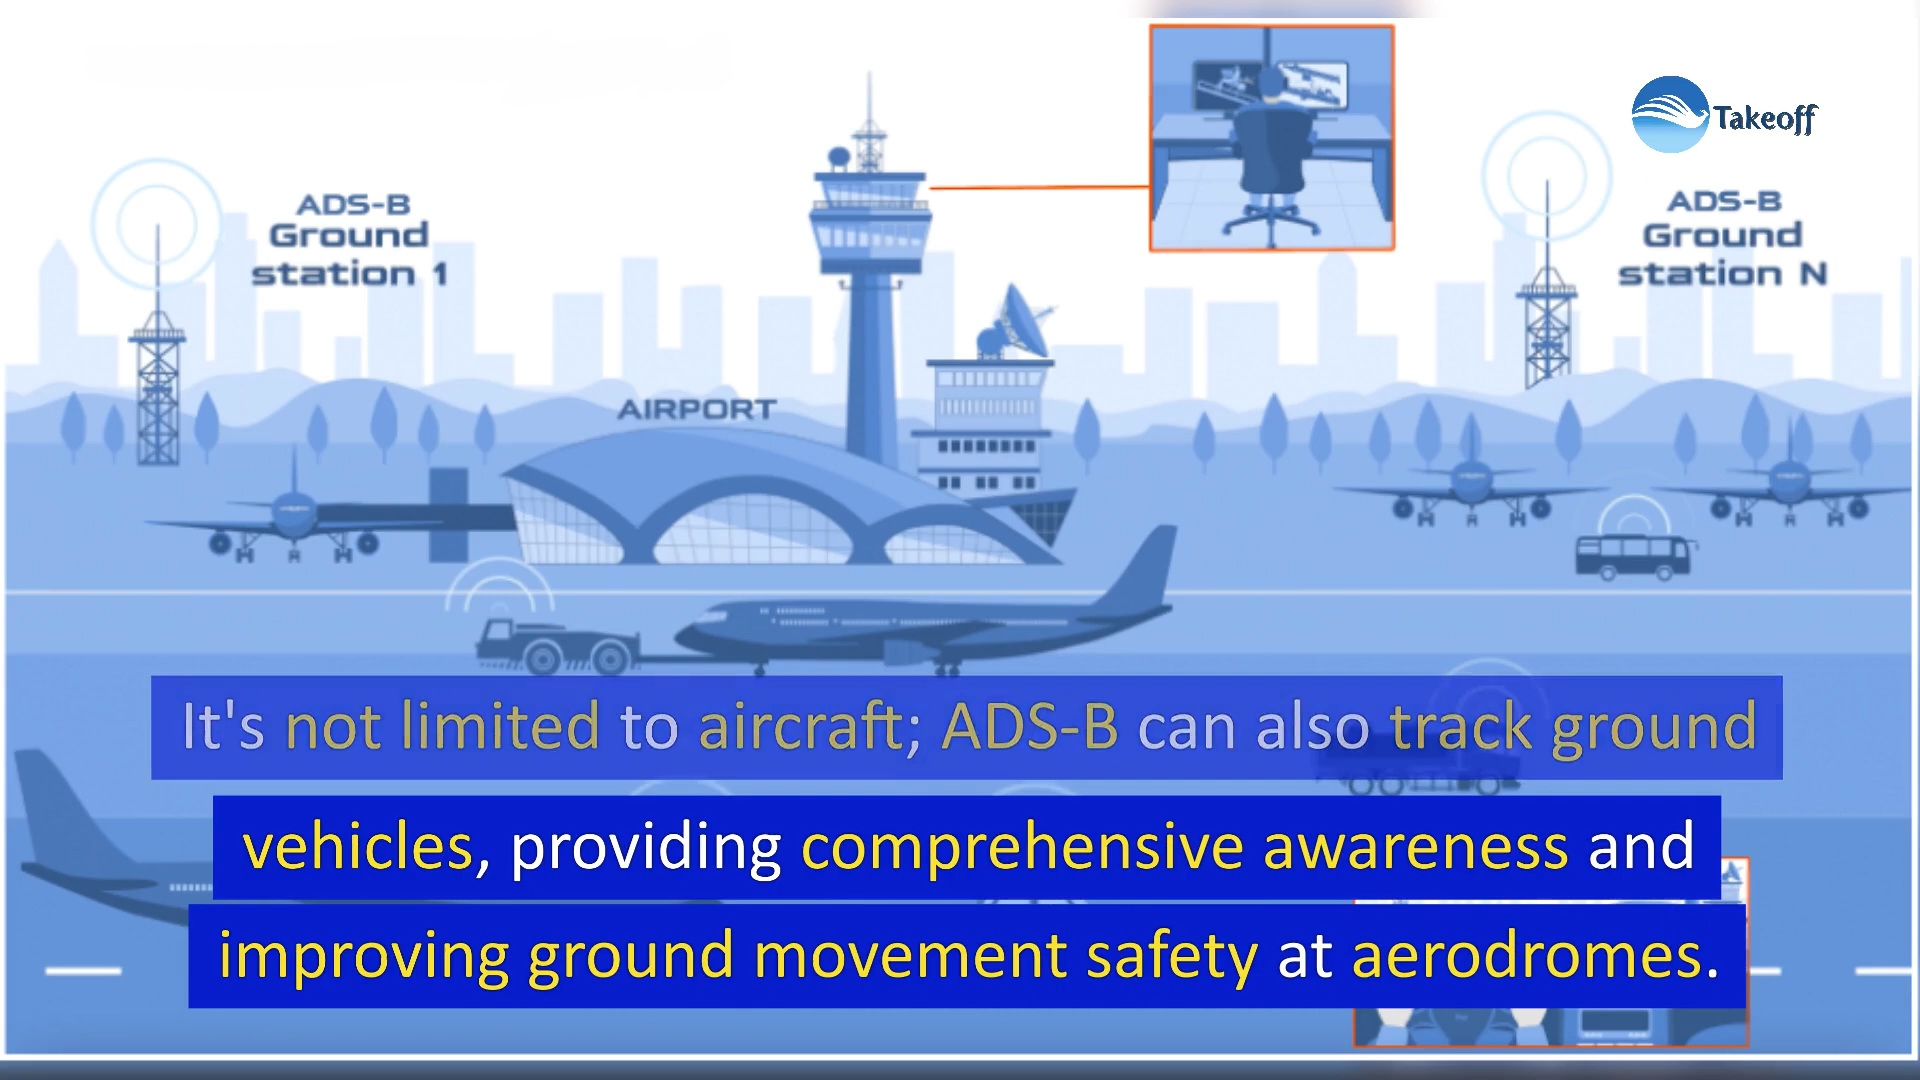 Takeoff
ADS-B
Ground
station 1
ADS-B
Ground
station N
AIRPORT
It's not limited to aircraft; ADS-B can also track ground
vehicles, providing comprehensive awareness and
improving ground movement safety at aerodromes.